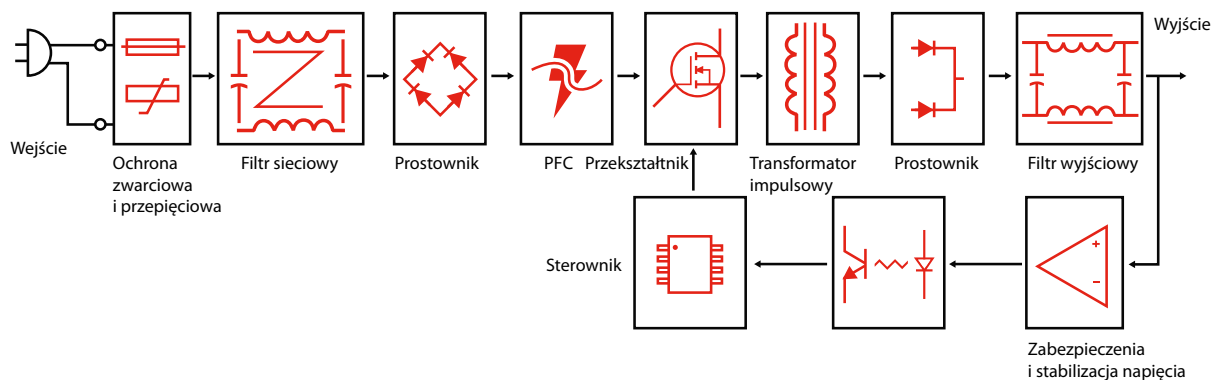 Wyjście
Wejście
Ochrona
zwarciowa
i przepięciowa
Filtr sieciowy
Prostownik
PFC
Przekształtnik
Transformator
impulsowy
Prostownik
Filtr wyjściowy
Sterownik
+
−
Zabezpieczenia
i stabilizacja napięcia